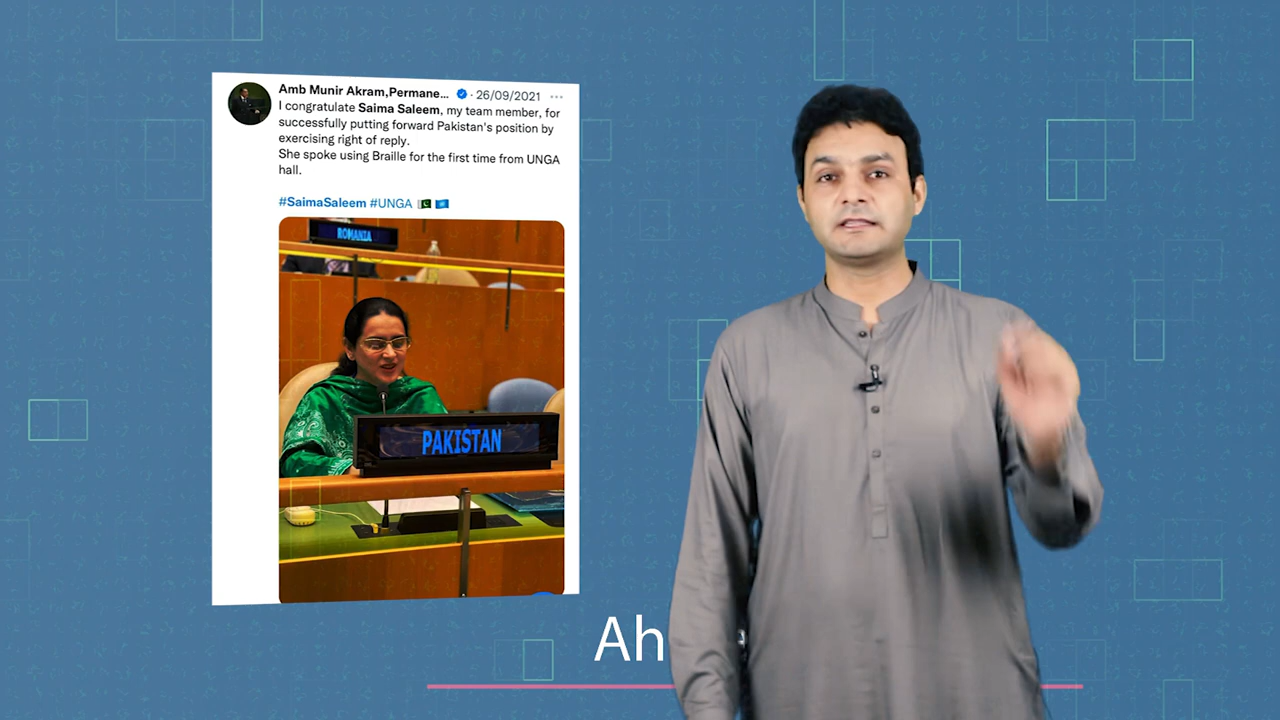 Amb Munir Akram,Permane... · 26/09/2021 ...
I congratulate Saima Saleem, my team member, for
successfully putting forward Pakistan's position by
exercising right of reply.
She spoke using Braille for the first time from UNGA
hall.
#SaimaSaleem #UNGA 🇵🇰 🇺🇳
ROMANIA
PAKISTAN
Ah